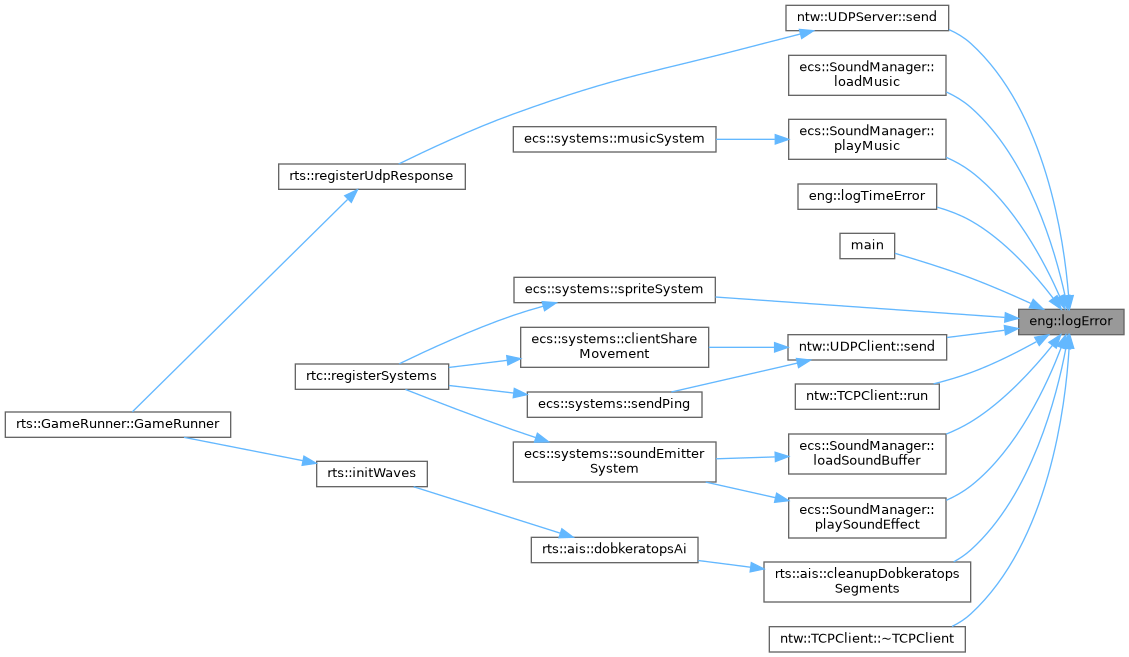 ntw::UDPServer::send
ecs::SoundManager::
loadMusic
ecs::SoundManager::
playMusic
ecs::systems::musicSystem
rts::registerUdpResponse
eng::logTimeError
main
ecs::systems::spriteSystem
eng::logError
ecs::systems::clientShare
Movement
ntw::UDPClient::send
rtc::registerSystems
ntw::TCPClient::run
ecs::systems::sendPing
rts::GameRunner::GameRunner
ecs::systems::soundEmitter
System
ecs::SoundManager::
loadSoundBuffer
rts::initWaves
ecs::SoundManager::
playSoundEffect
rts::ais::dobkeratopsAi
rts::ais::cleanupDobkeratops
Segments
ntw::TCPClient::~TCPClient